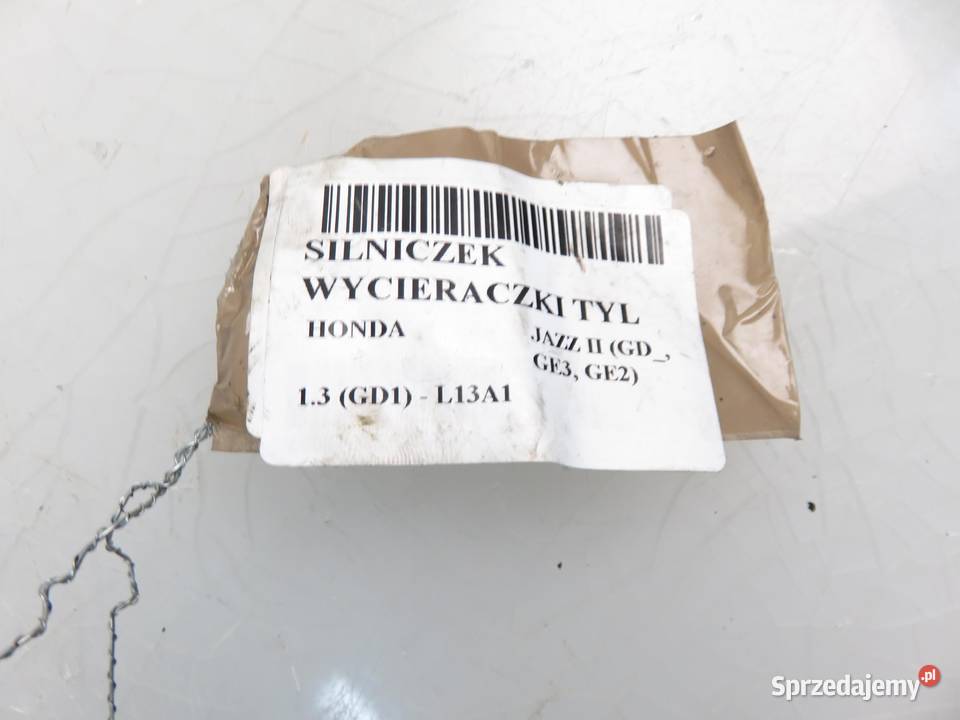 SILNICZEK
WYCIERACZKI TYL
HONDA
JAZZ II (GD_,
GE3, GE2)
1.3 (GD1) - L13A1
Sprzedajemy.pl